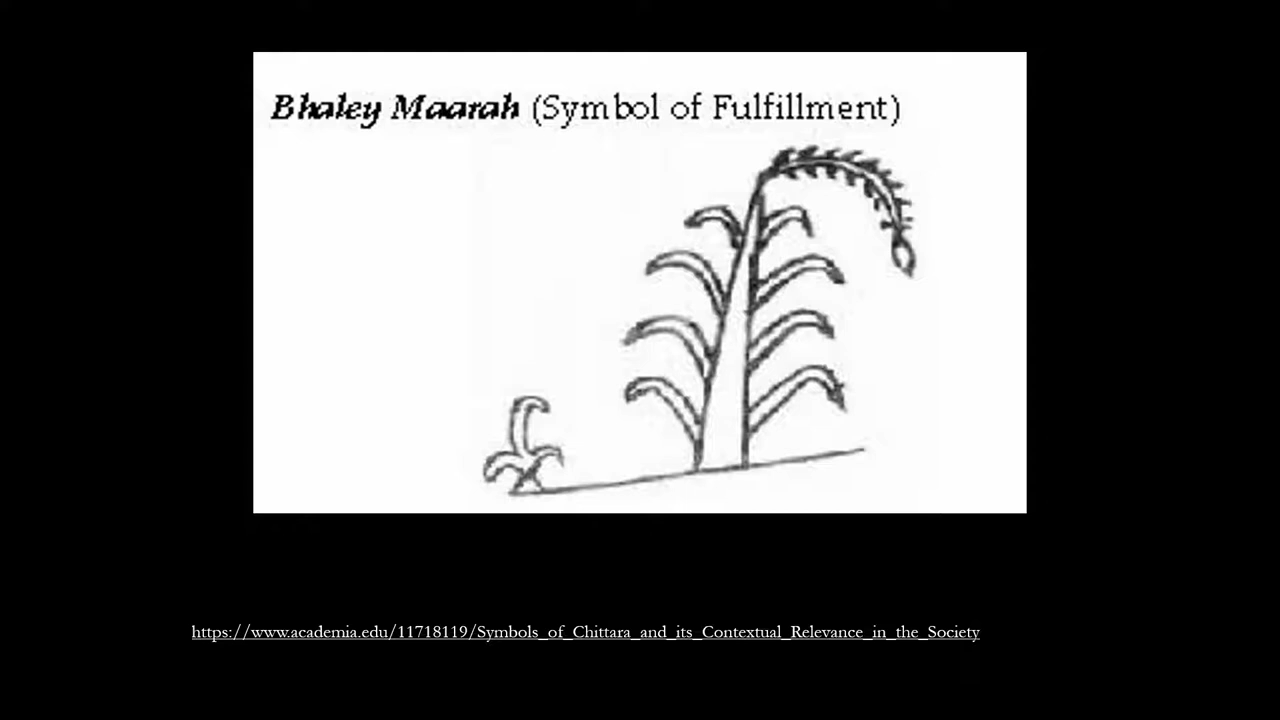 Bhaley Maarah (Symbol of Fulfillment)
https://www.academia.edu/11718119/Symbols_of_Chittara_and_its_Contextual_Relevance_in_the_Society